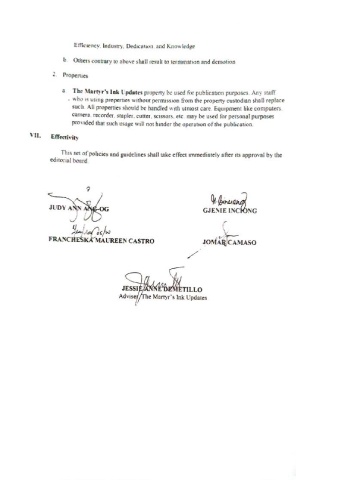 Efficiency, Industry, Dedication and Knowledge
b. Others contrary to above shall result to termination and demotion
2. Properties
a. The Martyr's Ink Updates property be used for publication purposes. Any staff
who is using properties without permission from the property custodian shall replace
such. All properties should be handled with utmost care. Equipment like computers,
camera, recorder, stapler, cutter, scissors, etc. may be used for personal purposes
provided that such usage will not hinder the operation of the publication.
VII. Effectivity
This set of policies and guidelines shall take effect immediately after its approval by the
editorial board.
JUDY ANN
GJENIE INCIONG
FRANCHESKA MAUREEN CASTRO
JOMAR CAMASO
JESSIE ANNE DEMETILLO
Adviser, The Martyr's Ink Updates